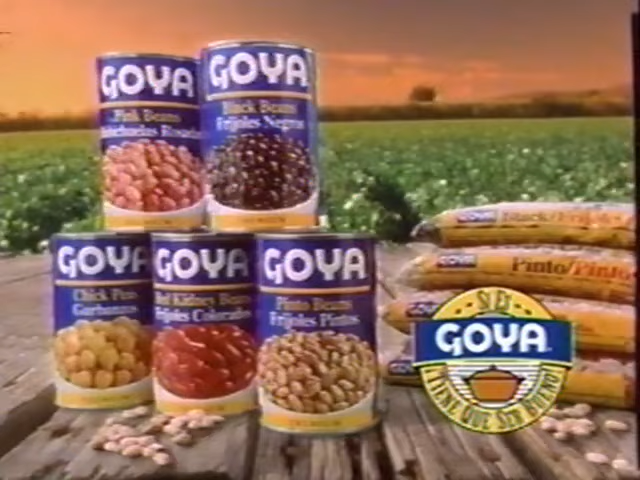 GOYA
Pink Beans
Habichuelas Rosadas
GOYA
Black Beans
Frijoles Negros
GOYA
Chick Peas
Garbanzos
GOYA
Red Kidney Beans
Frijoles Colorados
GOYA
Pinto Beans
Frijoles Pintos
GOYA
Black/Frijoles
GOYA
Pinto/Pinto
SI ES
GOYA
¡TIENE QUE SER BUENO!